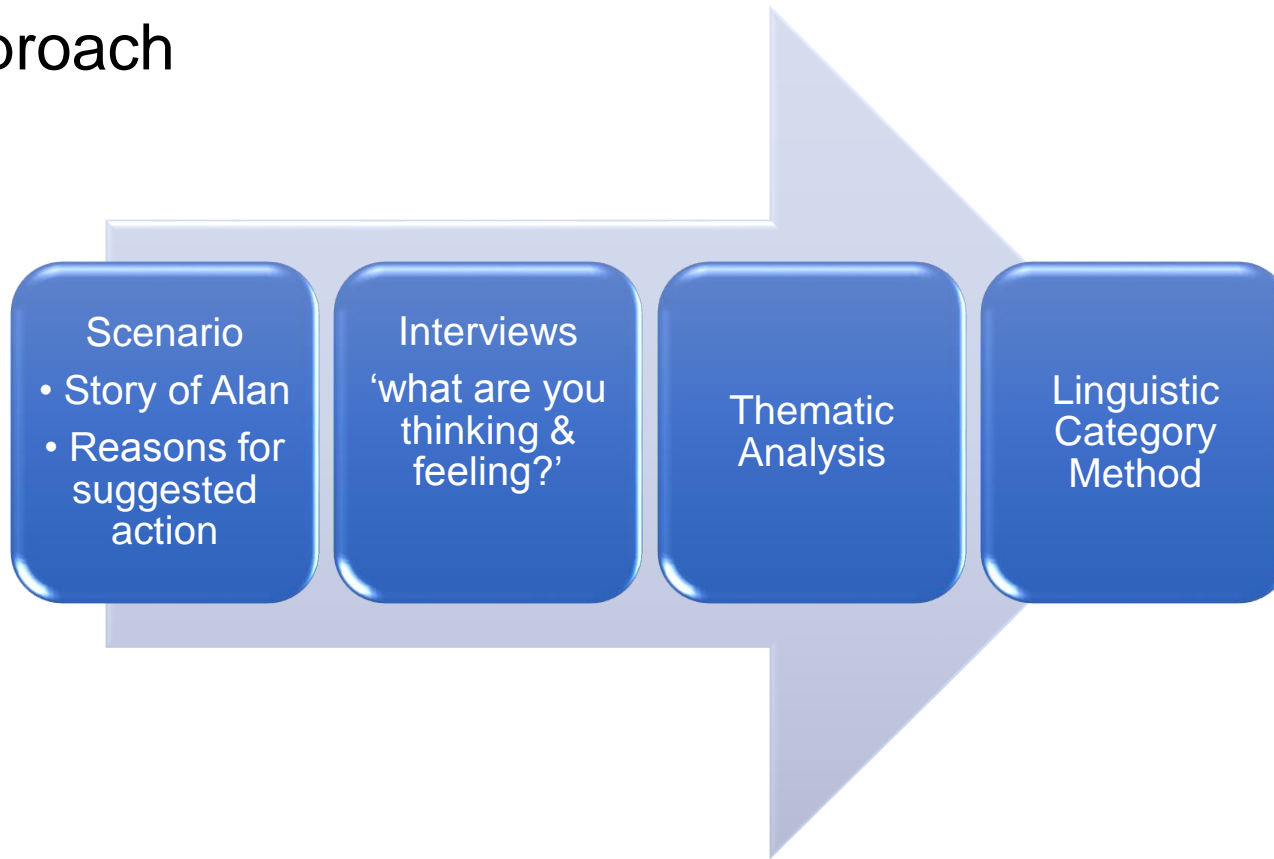 proach
Scenario
• Story of Alan
• Reasons for
suggested
action
Interviews
‘what are you
thinking &
feeling?’
Thematic
Analysis
Linguistic
Category
Method